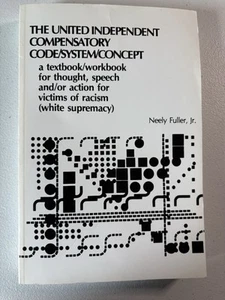 THE UNITED INDEPENDENT
COMPENSATORY
CODE/SYSTEM/CONCEPT
a textbook/workbook
for thought, speech
and/or action for
victims of racism
(white supremacy)
Neely Fuller, Jr.